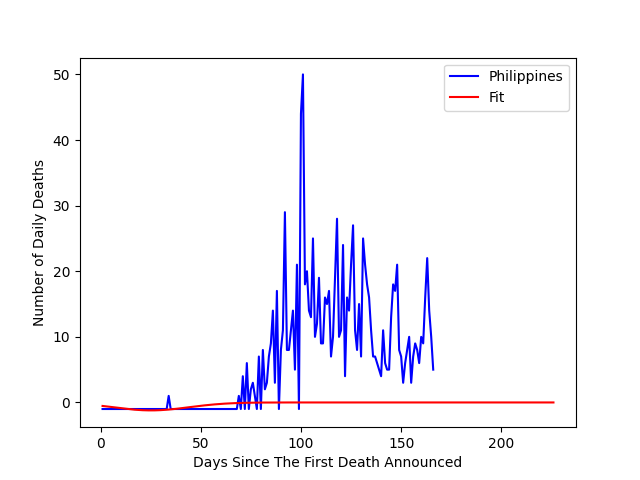 Philippines
Fit
50
40
30
20
10
0
Number of Daily Deaths
0 50 100 150 200
Days Since The First Death Announced